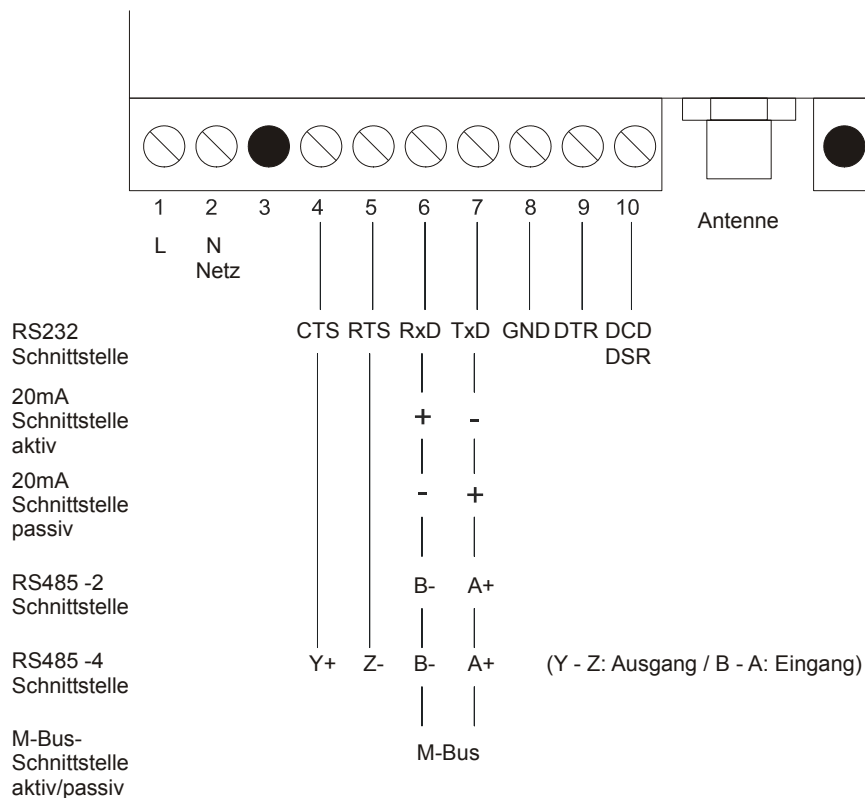 1 2 3 4 5 6 7 8 9 10
Antenne
L N
Netz
RS232
Schnittstelle
CTS RTS RxD TxD GND DTR DCD
DSR
20mA
Schnittstelle
aktiv
+ -
20mA
Schnittstelle
passiv
- +
RS485 -2
Schnittstelle
B- A+
RS485 -4
Schnittstelle
Y+ Z- B- A+ (Y - Z: Ausgang / B - A: Eingang)
M-Bus-
Schnittstelle
aktiv/passiv
M-Bus